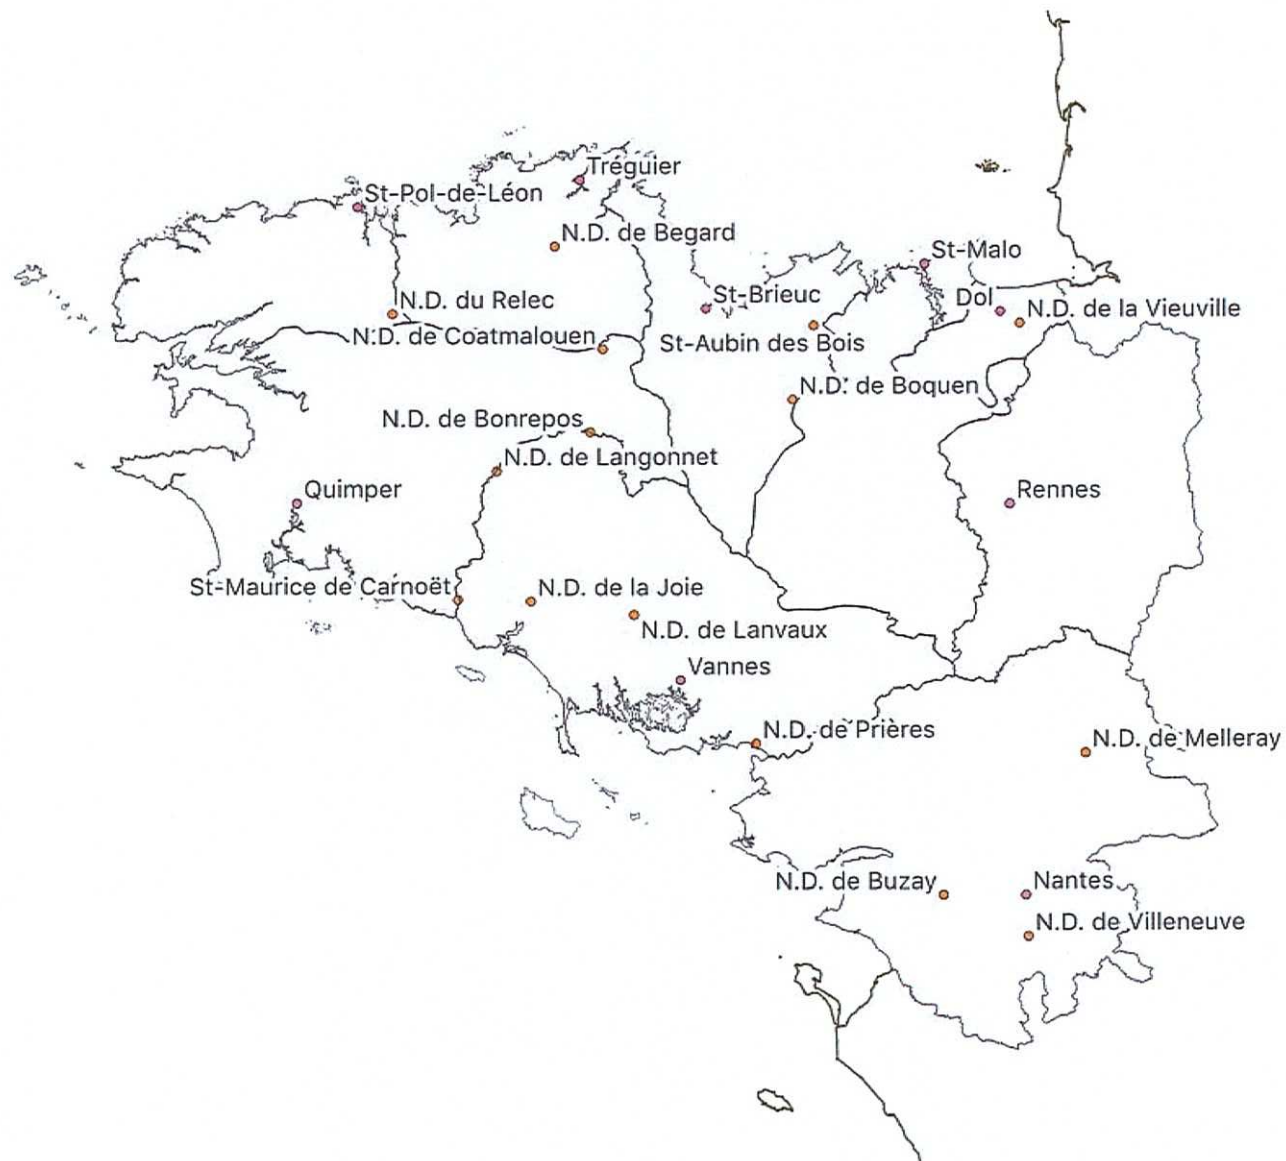 Tréguier
St-Pol-de-Léon
N.D. de Begard
St-Malo
N.D. du Relec
St-Brieuc
Dol
N.D. de la Vieuville
N.D. de Coatmalouen
St-Aubin des Bois
N.D. de Boquen
N.D. de Bonrepos
N.D. de Langonnet
Quimper
Rennes
St-Maurice de Carnoët
N.D. de la Joie
N.D. de Lanvaux
Vannes
N.D. de Prières
N.D. de Melleray
N.D. de Buzay
Nantes
N.D. de Villeneuve